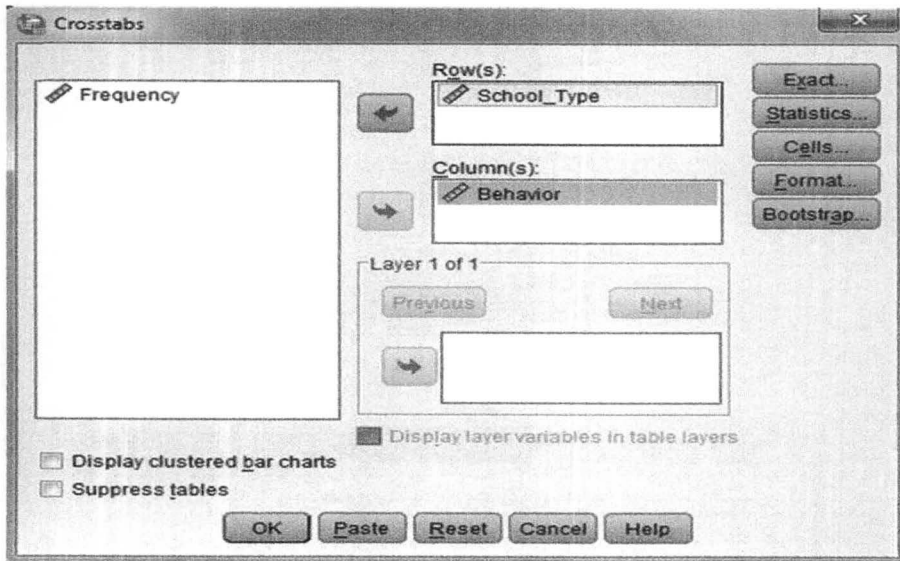 Crosstabs
Frequency
Row(s):
School_Type
Column(s):
Behavior
Layer 1 of 1
Previous
Next
Display layer variables in table layers
Display clustered bar charts
Suppress tables
Exact...
Statistics...
Cells...
Format...
Bootstrap...
OK
Paste
Reset
Cancel
Help